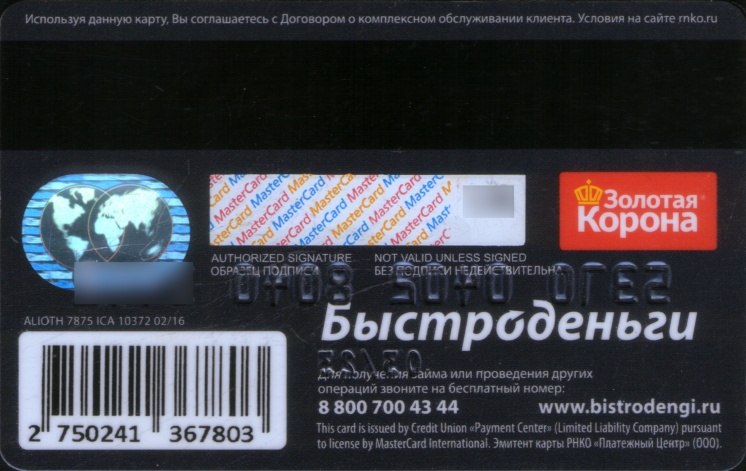 Используя данную карту, Вы соглашаетесь с Договором о комплексном обслуживании клиента. Условия на сайте rnko.ru
MasterCard MasterCard MasterCard MasterCard
Золотая
Корона
AUTHORIZED SIGNATURE NOT VALID UNLESS SIGNED
ОБРАЗЕЦ ПОДПИСИ БЕЗ ПОДПИСИ НЕДЕЙСТВИТЕЛЬНА
ALIOTH 7875 ICA 10372 02/16
Быстроденьги
Для получения займа или проведения других
операций звоните на бесплатный номер:
8 800 700 43 44 www.bistrodengi.ru
2 750241 367803
This card is issued by Credit Union «Payment Center» (Limited Liability Company) pursuant
to license by MasterCard International. Эмитент карты РНКО «Платежный Центр» (ООО).